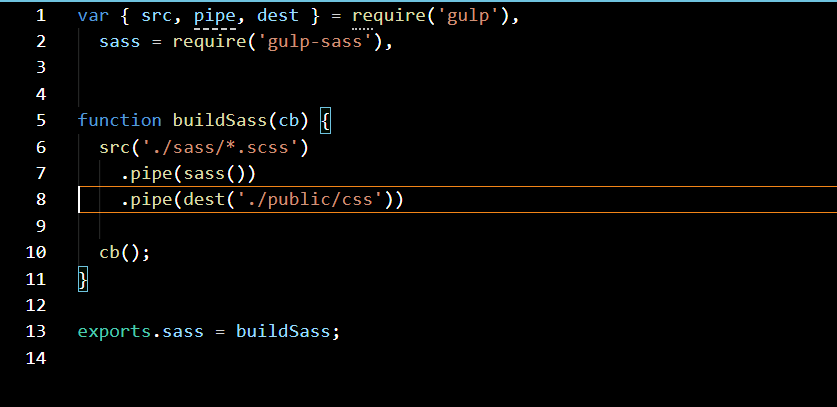 1 var { src, pipe, dest } = require('gulp'),
2 sass = require('gulp-sass'),
3
4
5 function buildSass(cb) {
6 src('./sass/*.scss')
7 .pipe(sass())
8 .pipe(dest('./public/css'))
9
10 cb();
11 }
12
13 exports.sass = buildSass;
14